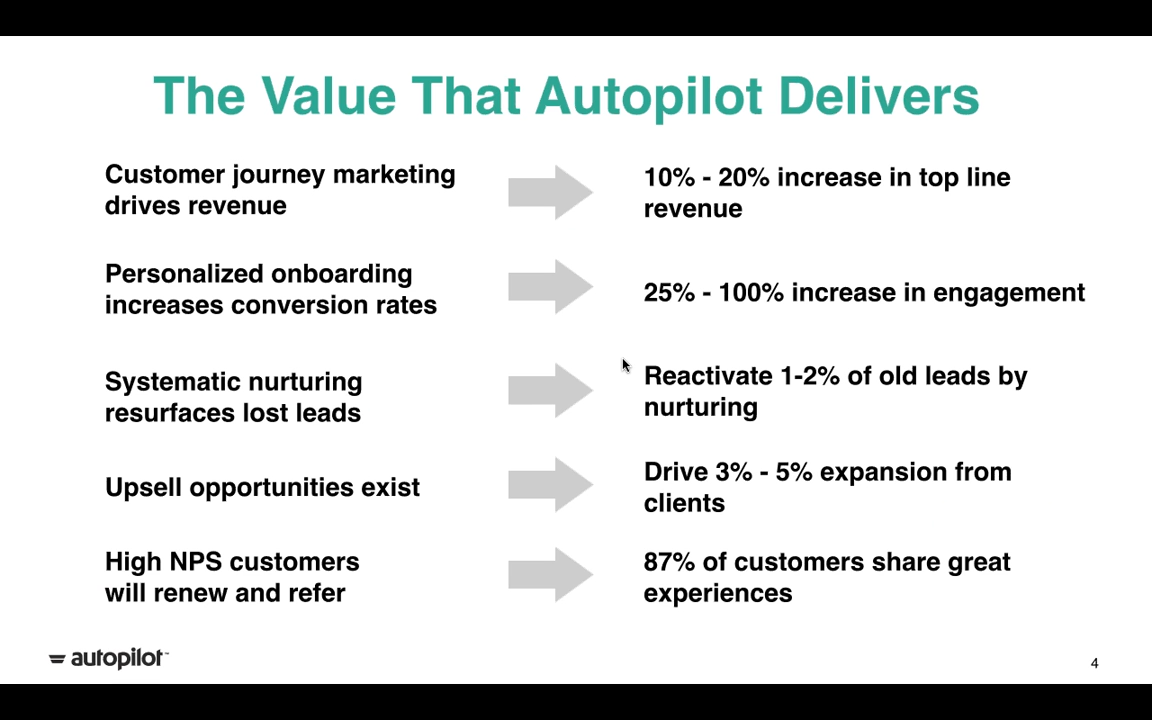 The Value That Autopilot Delivers
Customer journey marketing
drives revenue
10% - 20% increase in top line
revenue
Personalized onboarding
increases conversion rates
25% - 100% increase in engagement
Systematic nurturing
resurfaces lost leads
Reactivate 1-2% of old leads by
nurturing
Upsell opportunities exist
Drive 3% - 5% expansion from
clients
High NPS customers
will renew and refer
87% of customers share great
experiences
autopilot™
4